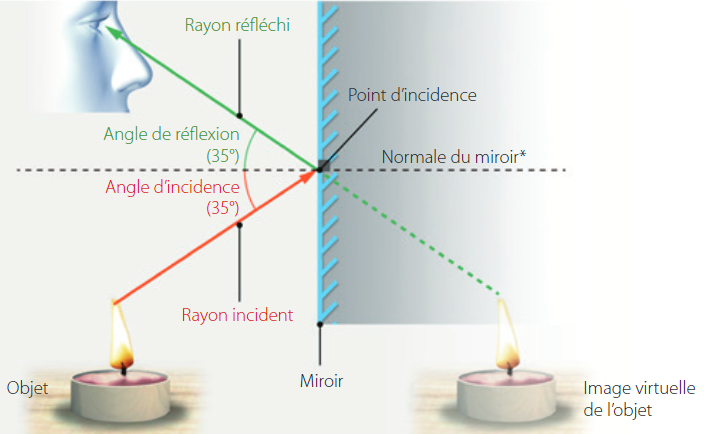 Rayon réfléchi
Point d’incidence
Angle de réflexion
(35°)
Normale du miroir*
Angle d’incidence
(35°)
Rayon incident
Miroir
Objet
Image virtuelle
de l’objet